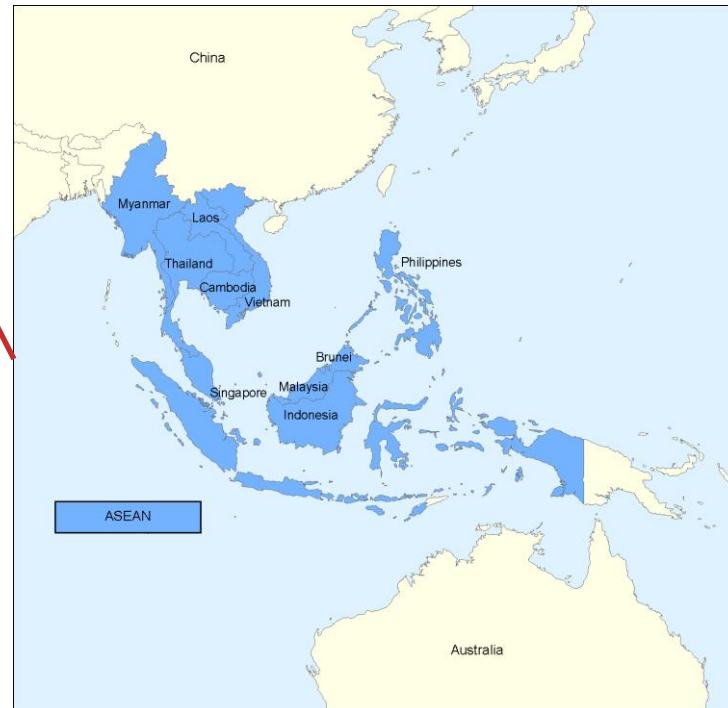 China
Myanmar
Laos
Thailand
Cambodia
Vietnam
Philippines
Brunei
Malaysia
Singapore
Indonesia
ASEAN
Australia